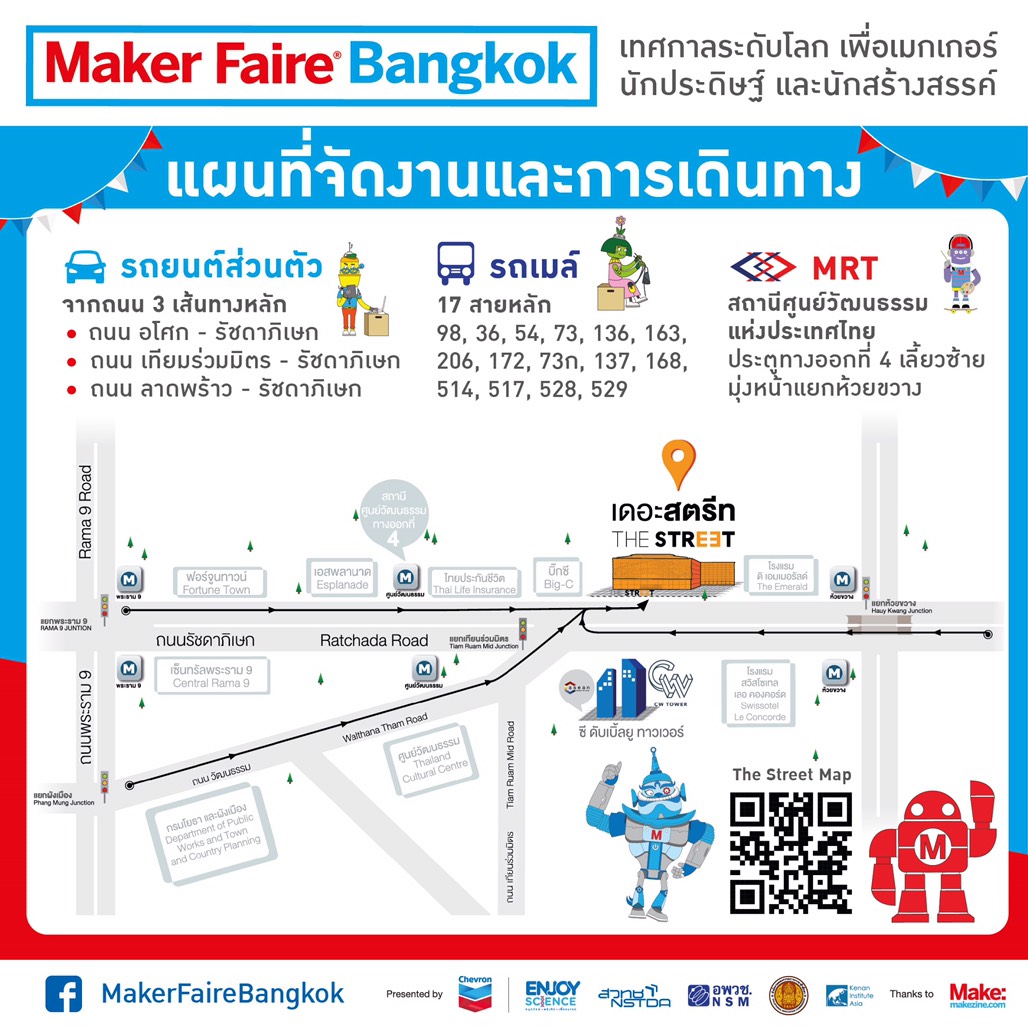 Maker Faire® Bangkok
เทศกาลระดับโลก เพื่อเมกเกอร์
นักประดิษฐ์ และนักสร้างสรรค์
แผนที่จัดงานและการเดินทาง
รถยนต์ส่วนตัว
จากถนน 3 เส้นทางหลัก
• ถนน อโศก - รัชดาภิเษก
• ถนน เทียมร่วมมิตร - รัชดาภิเษก
• ถนน ลาดพร้าว - รัชดาภิเษก
รถเมล์
17 สายหลัก
98, 36, 54, 73, 136, 163,
206, 172, 73ก, 137, 168,
514, 517, 528, 529
MRT
สถานีศูนย์วัฒนธรรม
แห่งประเทศไทย
ประตูทางออกที่ 4 เลี้ยวซ้าย
มุ่งหน้าแยกห้วยขวาง
Rama 9 Road
สถานี
ศูนย์วัฒนธรรม
ทางออกที่
4
เดอะสตรีท
THE STREET
พระราม 9
ฟอร์จูนทาวน์
Fortune Town
เอสพลานาด
Esplanade
ศูนย์วัฒนธรรม
ไทยประกันชีวิต
Thai Life Insurance
บิ๊กซี
Big-C
โรงแรม
ดิ เอมเมอรัลด์
The Emerald
ห้วยขวาง
แยกห้วยขวาง
Hauy Kwang Junction
แยกพระราม 9
RAMA 9 JUNTION
ถนนรัชดาภิเษก
Ratchada Road
แยกเทียมร่วมมิตร
Tiam Ruam Mid Junction
ถนนพระราม 9
พระราม 9
เซ็นทรัลพระราม 9
Central Rama 9
ศูนย์วัฒนธรรม
CW TOWER
ซี ดับเบิ้ลยู ทาวเวอร์
โรงแรม
สวิสโซเทล
เลอ คองคอร์ด
Swissotel
Le Concorde
ห้วยขวาง
แยกผังเมือง
Phang Mung Junction
ถนน วัฒนธรรม
Walthana Tham Road
ศูนย์วัฒนธรรม
Thailand
Cultural Centre
Tiam Ruam Mid Road
ถนน เทียมร่วมมิตร
กรมโยธา และผังเมือง
Department of Public
Works and Town
and Country Planning
The Street Map
M
M
MakerFaireBangkok
Presented by
Chevron
ENJOY
SCIENCE
สวทช
NSTDA
อพวช.
NSM
Kenan
Institute
Asia
Thanks to
Make:
makezine.com